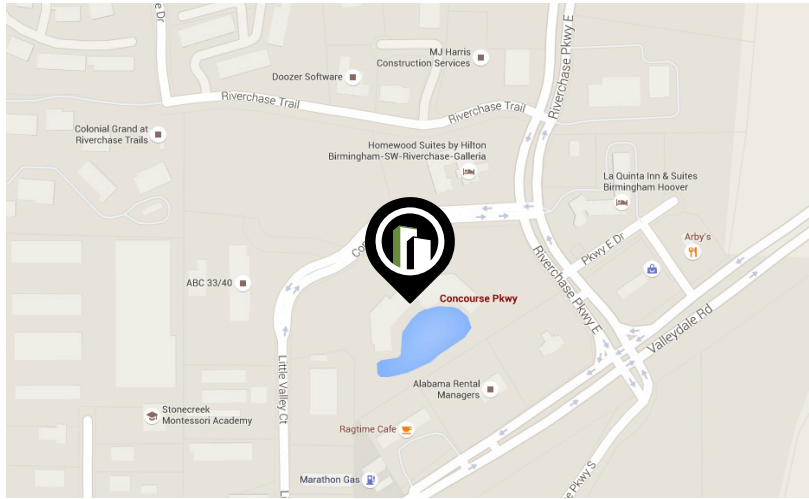 e Dr
MJ Harris
Construction Services
Doozer Software
Riverchase Pkwy E
Riverchase Trail
Riverchase Trail
Colonial Grand at
Riverchase Trails
Homewood Suites by Hilton
Birmingham-SW-Riverchase-Galleria
La Quinta Inn & Suites
Birmingham Hoover
Arby's
Pkwy E Dr
Co
ABC 33/40
Riverchase Pkwy E
Concourse Pkwy
Valleydale Rd
Little Valley Ct
Alabama Rental
Managers
Stonecreek
Montessori Academy
Ragtime Cafe
Marathon Gas
e Pkwy S